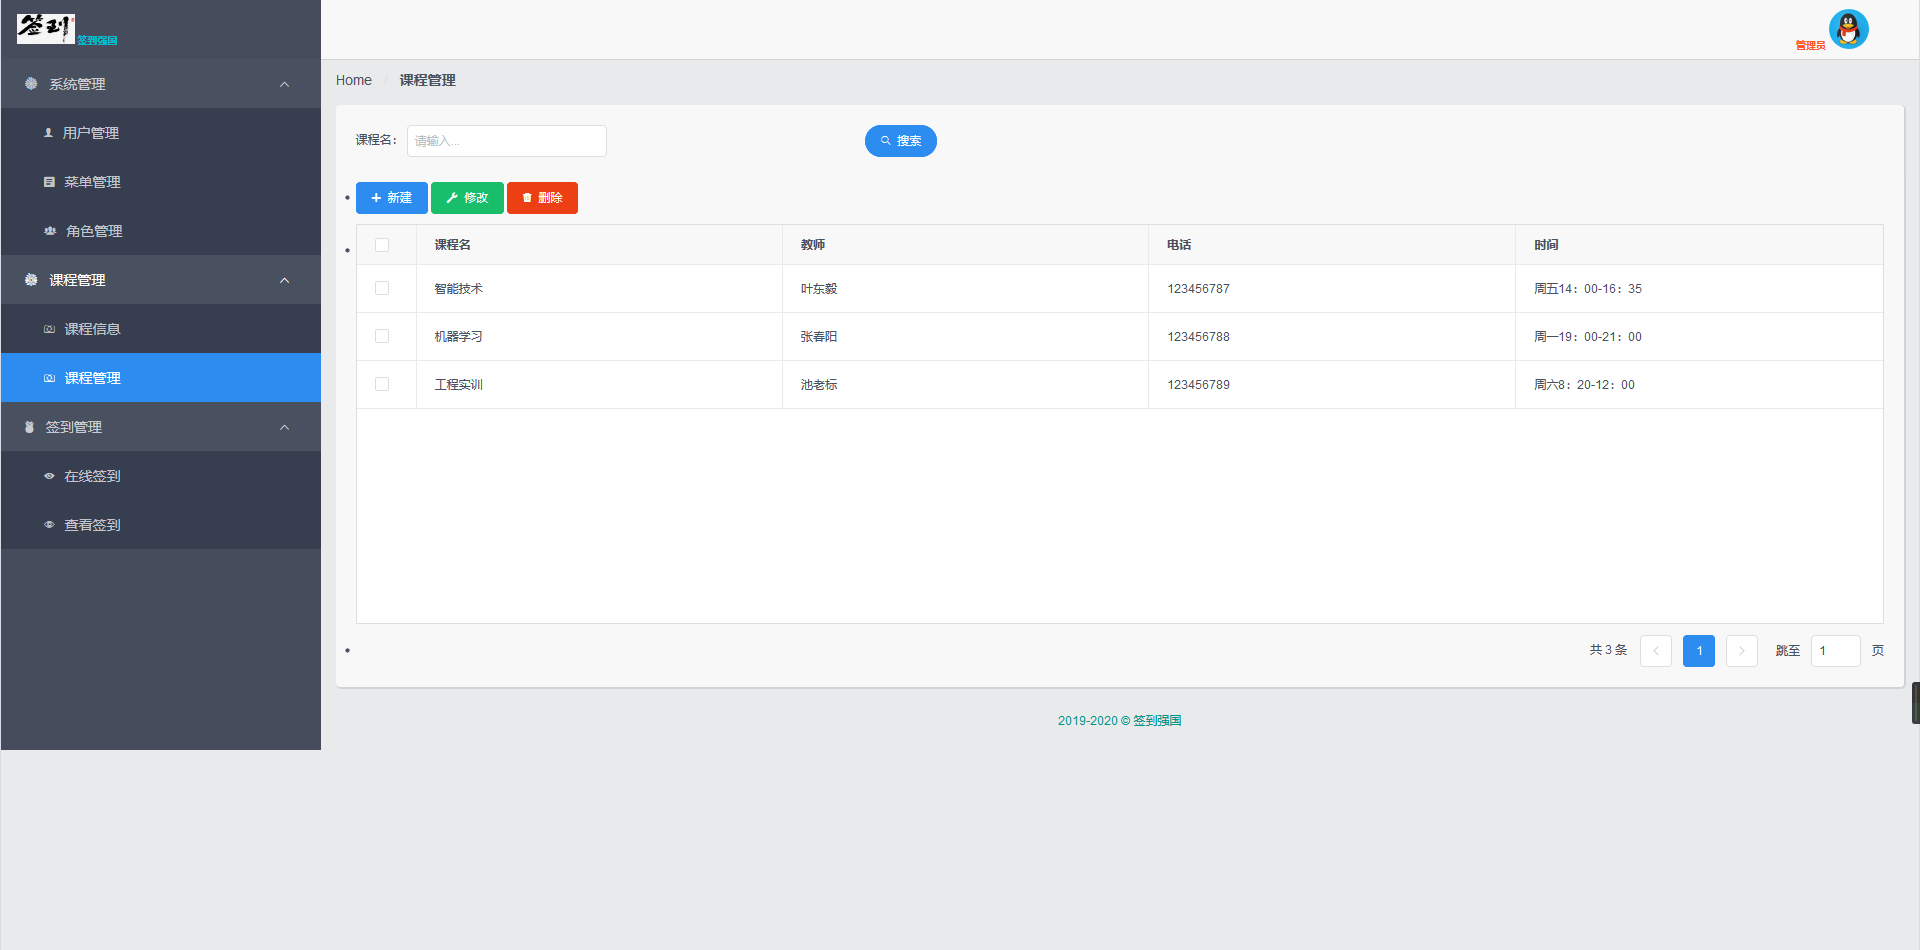 签到
签到强国
管理员
系统管理
用户管理
菜单管理
角色管理
课程管理
课程信息
课程管理
签到管理
在线签到
查看签到
Home / 课程管理
课程名: 请输入... 搜索
新建 修改 删除
课程名 教师 电话 时间
智能技术 叶东毅 123456787 周五14：00-16：35
机器学习 张春阳 123456788 周一19：00-21：00
工程实训 池老标 123456789 周六8：20-12：00
共 3 条 1 跳至 1 页
2019-2020 © 签到强国